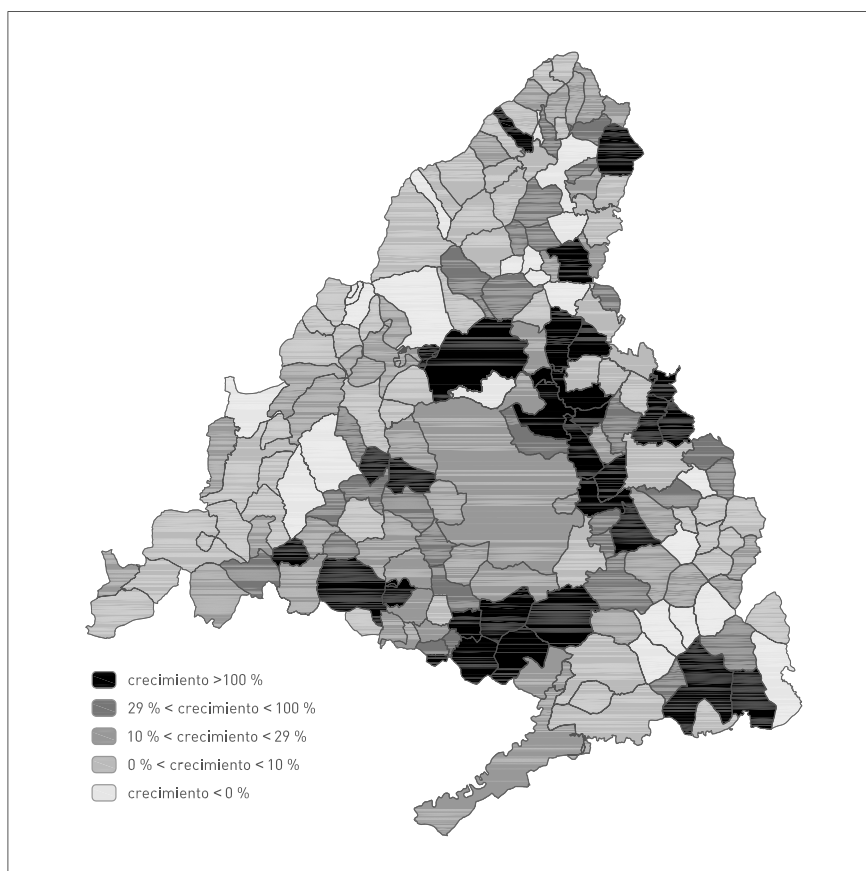 crecimiento >100 %
29 % < crecimiento < 100 %
10 % < crecimiento < 29 %
0 % < crecimiento < 10 %
crecimiento < 0 %